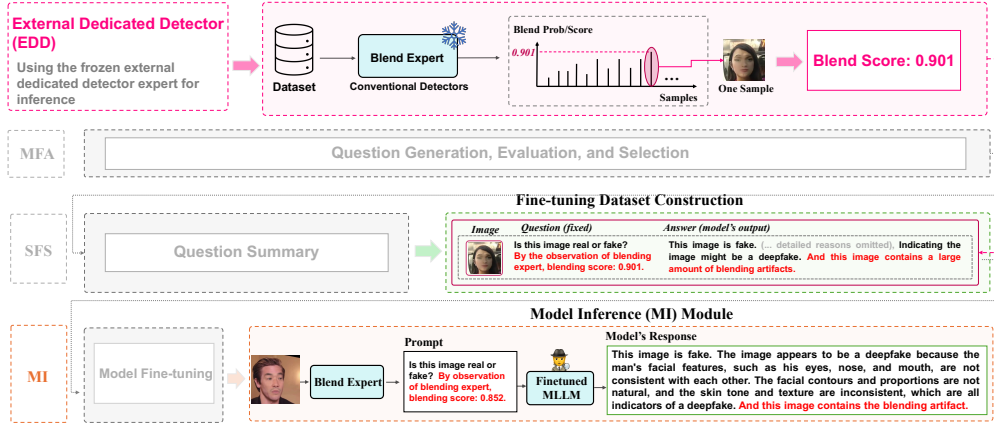 External Dedicated Detector
(EDD)
Using the frozen external
dedicated detector expert for
inference
Dataset
Blend Expert
Conventional Detectors
Blend Prob/Score
0.901
...
Samples
One Sample
Blend Score: 0.901
MFA
Question Generation, Evaluation, and Selection
Fine-tuning Dataset Construction
SFS
Question Summary
Image
Question (fixed)
Answer (model's output)
Is this image real or fake?
By the observation of blending
expert, blending score: 0.901.
This image is fake. (... detailed reasons omitted), Indicating the
image might be a deepfake. And this image contains a large
amount of blending artifacts.
Model Inference (MI) Module
MI
Model Fine-tuning
Blend Expert
Prompt
Is this image real or
fake? By observation
of blending expert,
blending score: 0.852.
Finetuned
MLLM
Model's Response
This image is fake. The image appears to be a deepfake because the
man's facial features, such as his eyes, nose, and mouth, are not
consistent with each other. The facial contours and proportions are not
natural, and the skin tone and texture are inconsistent, which are all
indicators of a deepfake. And this image contains the blending artifact.